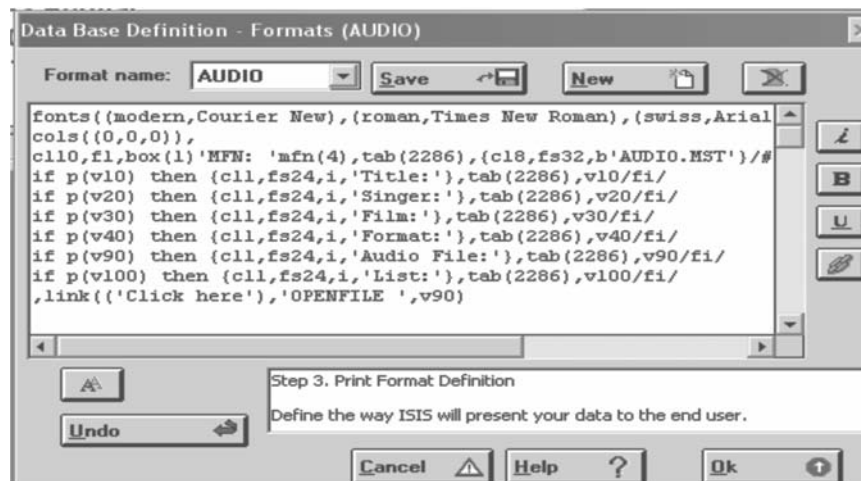 Data Base Definition - Formats (AUDIO)
Format name: AUDIO Save New
fonts((modern,Courier New),(roman,Times New Roman),(swiss,Arial
cols((0,0,0)),
cl10,f1,box(1)'MFN: 'mfn(4),tab(2286),{cl8,fs32,b'AUDIO.MST'}/#
if p(v10) then {cl1,fs24,i,'Title:'},tab(2286),v10/fi/
if p(v20) then {cl1,fs24,i,'Singer:'},tab(2286),v20/fi/
if p(v30) then {cl1,fs24,i,'Film:'},tab(2286),v30/fi/
if p(v40) then {cl1,fs24,i,'Format:'},tab(2286),v40/fi/
if p(v90) then {cl1,fs24,i,'Audio File:'},tab(2286),v90/fi/
if p(v100) then {cl1,fs24,i,'List:'},tab(2286),v100/fi/
,link(('Click here'),'OPENFILE ',v90)
i
B
U
Step 3. Print Format Definition
Define the way ISIS will present your data to the end user.
Undo
Cancel Help ? Ok